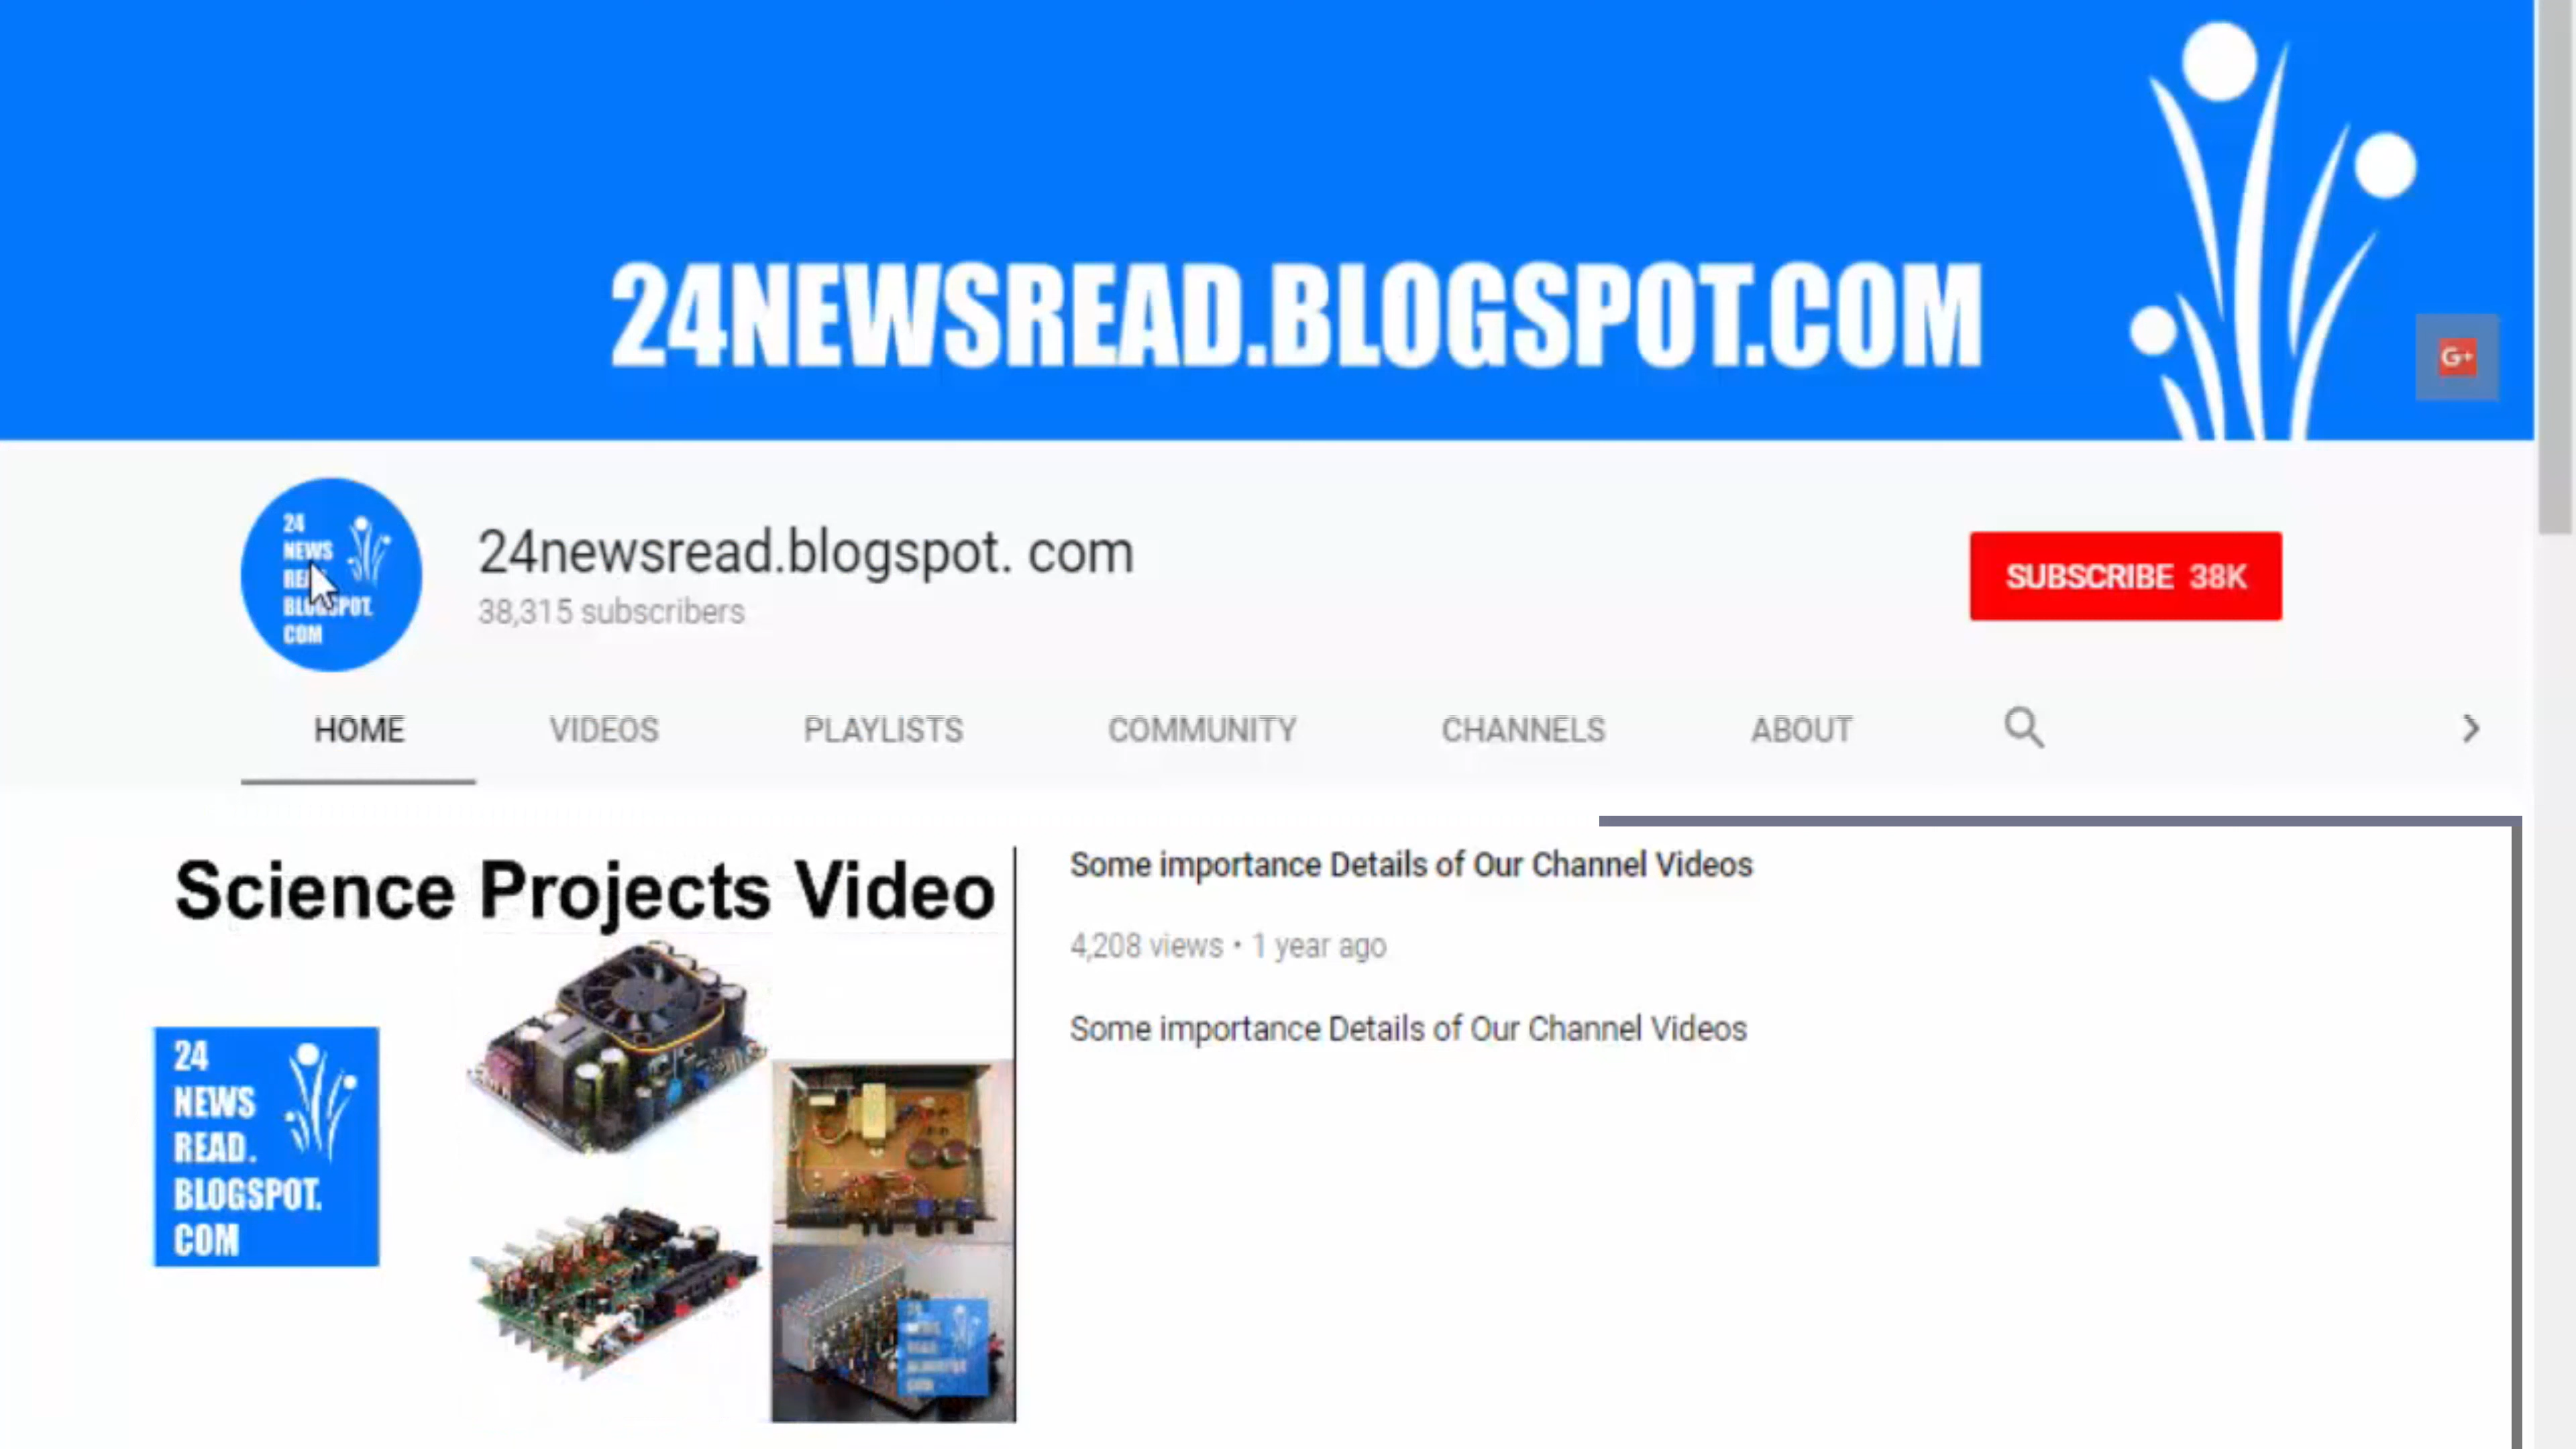 24NEWSREAD.BLOGSPOT.COM
G+
24
NEWS
BLOGSPOT.
COM
24newsread.blogspot. com
38,315 subscribers
SUBSCRIBE 38K
HOME VIDEOS PLAYLISTS COMMUNITY CHANNELS ABOUT
Science Projects Video
24
NEWS
READ.
BLOGSPOT.
COM
Some importance Details of Our Channel Videos
4,208 views • 1 year ago
Some importance Details of Our Channel Videos